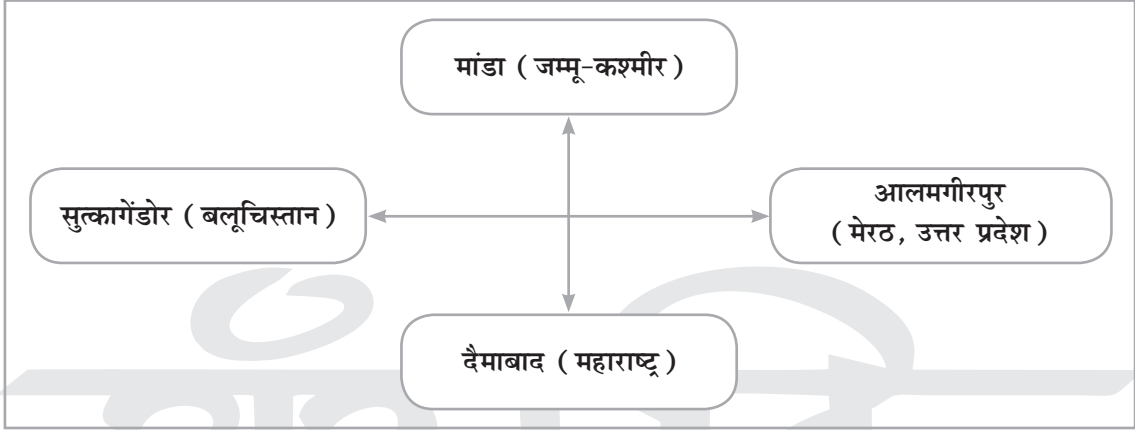 मांडा ( जम्मू-कश्मीर )
सुत्कागेंडोर ( बलूचिस्तान )
आलमगीरपुर
( मेरठ, उत्तर प्रदेश )
दैमाबाद ( महाराष्ट्र )